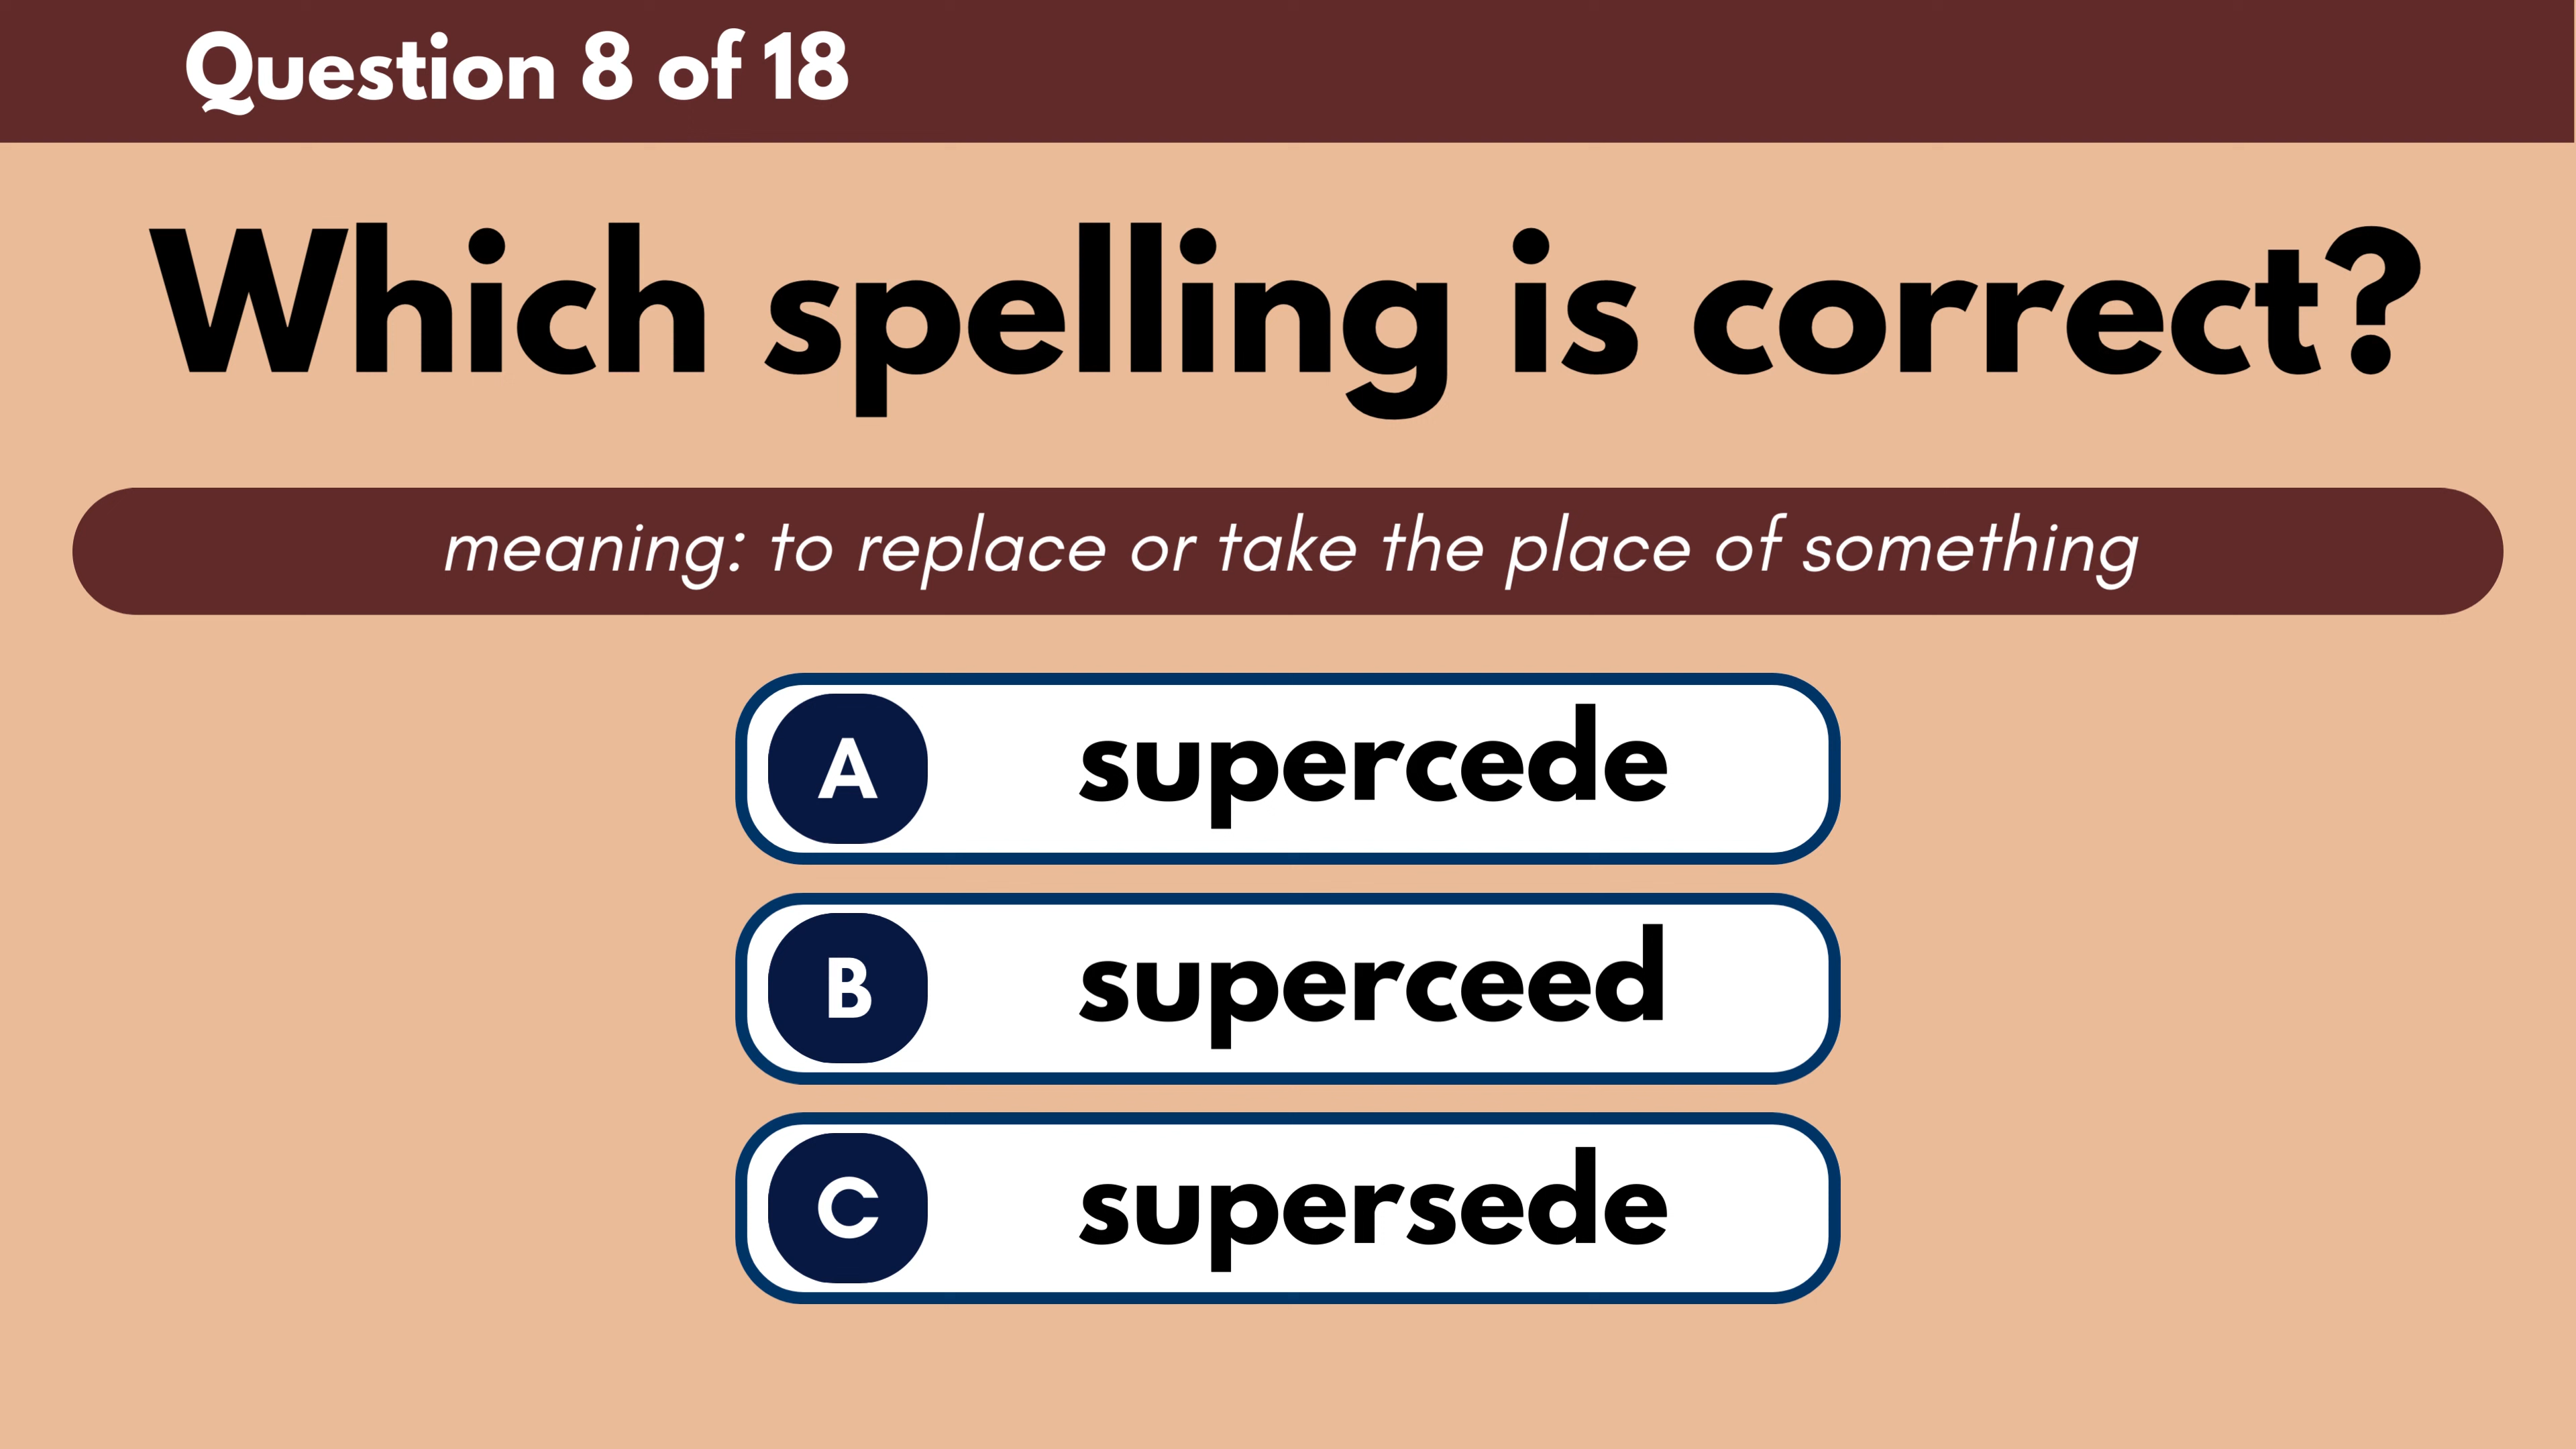 Question 8 of 18
Which spelling is correct?
meaning: to replace or take the place of something
A supercede
B superceed
C supersede